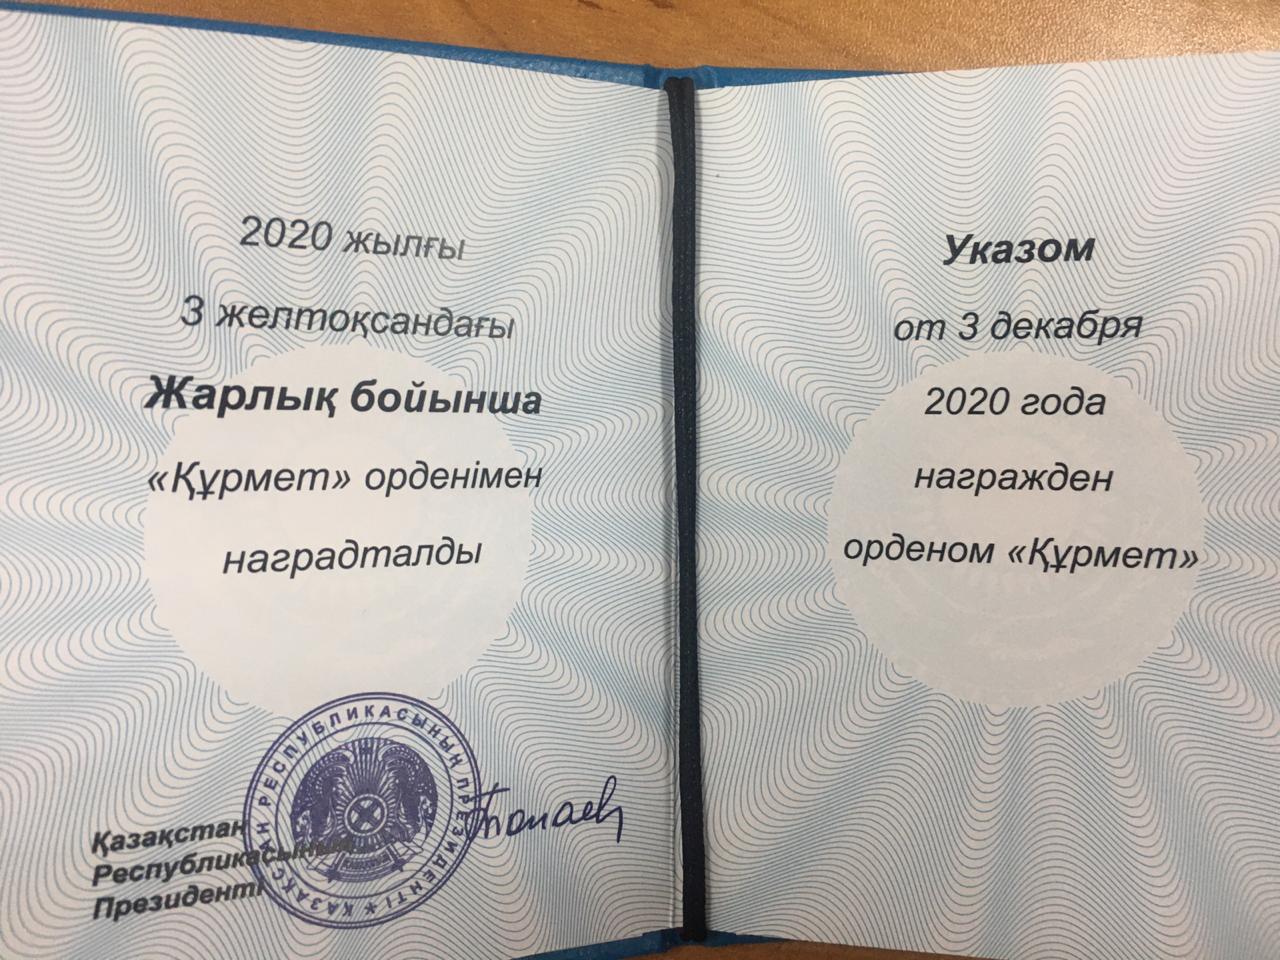 2020 жылғы
3 желтоқсандағы
Жарлық бойынша
«Құрмет» орденімен
наградталды
Қазақстан
Республикасының
Президенті
ҚАЗАҚСТАН РЕСПУБЛИКАСЫНЫҢ ПРЕЗИДЕНТІ
Указом
от 3 декабря
2020 года
награжден
орденом «Құрмет»